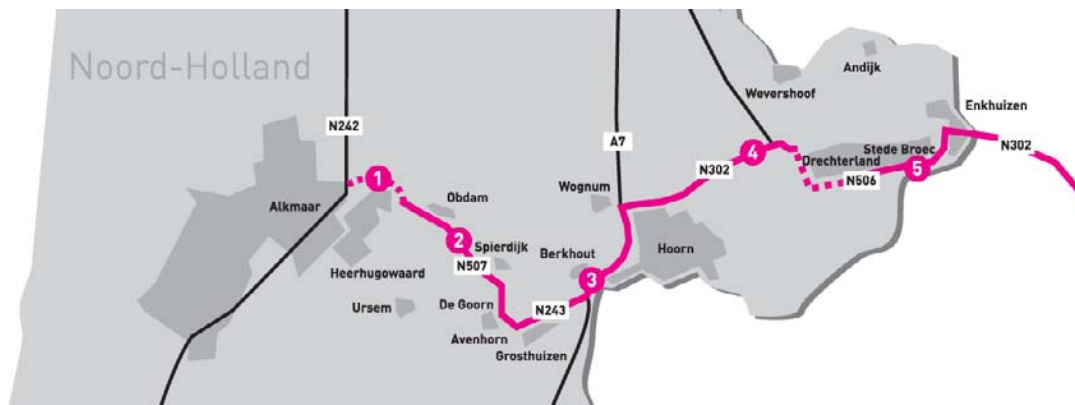 Noord-Holland
N242
1
Alkmaar
Heerhugowaard
Obdam
2
Spierdijk
N507
Ursem
De Goorn
Avenhorn
N243
Grosthuizen
Berkhout
3
Hoorn
Wognum
A7
N302
4
Wevershoof
Andijk
Drechterland
Stede Broec
N506
5
Enkhuizen
N302